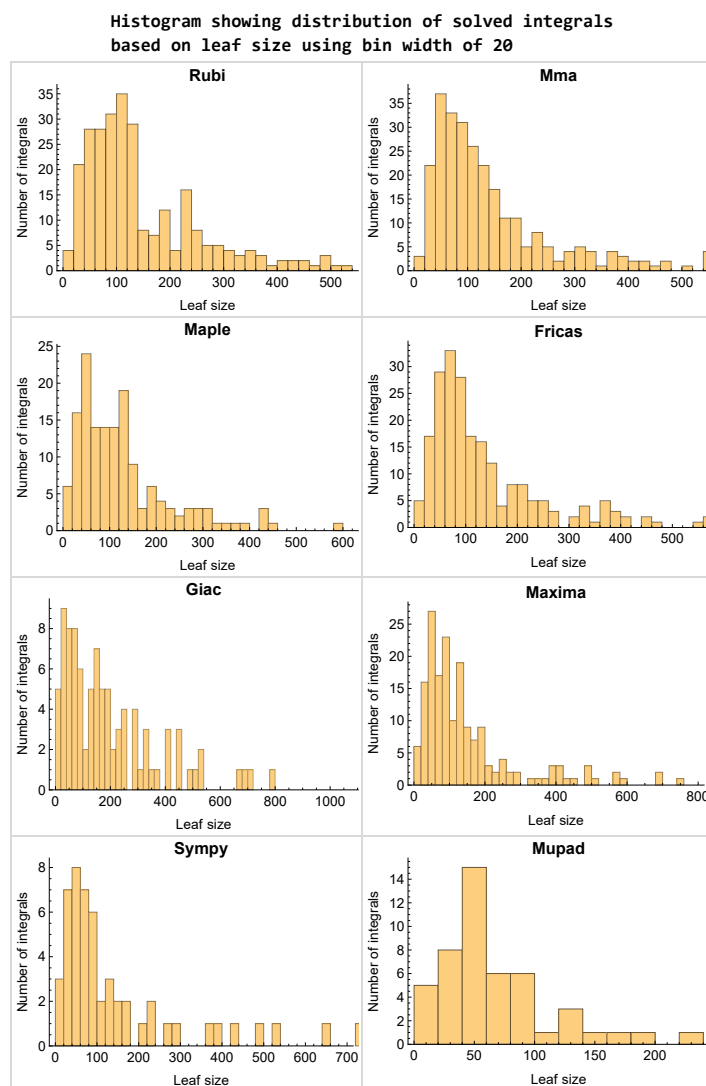 Histogram showing distribution of solved integrals
based on leaf size using bin width of 20
Rubi
Number of integrals
35
30
25
20
15
10
5
0
0 100 200 300 400 500
Leaf size
Mma
Number of integrals
35
30
25
20
15
10
5
0
0 100 200 300 400 500
Leaf size
Maple
Number of integrals
25
20
15
10
5
0
0 100 200 300 400 500 600
Leaf size
Fricas
Number of integrals
30
25
20
15
10
5
0
0 100 200 300 400 500
Leaf size
Giac
Number of integrals
8
6
4
2
0
0 200 400 600 800 1000
Leaf size
Maxima
Number of integrals
25
20
15
10
5
0
0 200 400 600 800
Leaf size
Sympy
Number of integrals
8
6
4
2
0
0 100 200 300 400 500 600 700
Leaf size
Mupad
Number of integrals
14
12
10
8
6
4
2
0
0 50 100 150 200
Leaf size